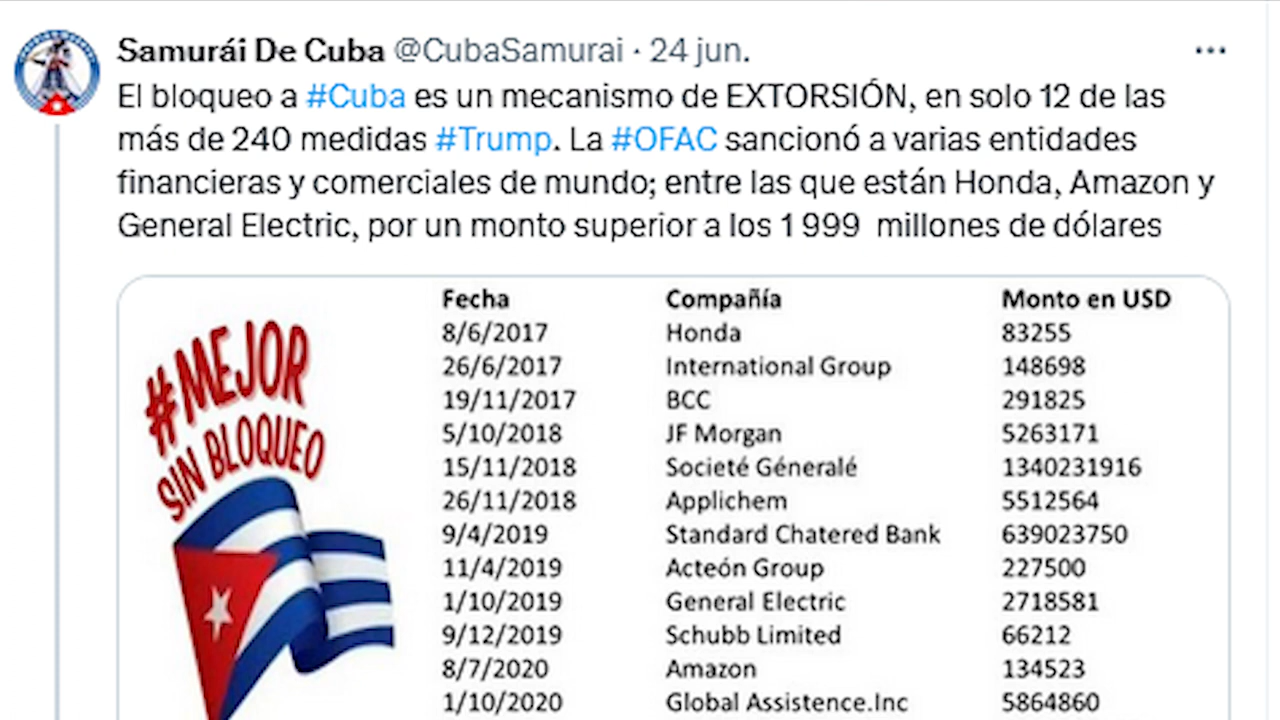 Samurái De Cuba @CubaSamurai · 24 jun.
El bloqueo a #Cuba es un mecanismo de EXTORSIÓN, en solo 12 de las
más de 240 medidas #Trump. La #OFAC sancionó a varias entidades
financieras y comerciales de mundo; entre las que están Honda, Amazon y
General Electric, por un monto superior a los 1 999 millones de dólares
#MEJOR
SIN BLOQUEO
Fecha Compañía Monto en USD
8/6/2017 Honda 83255
26/6/2017 International Group 148698
19/11/2017 BCC 291825
5/10/2018 JF Morgan 5263171
15/11/2018 Societé Géneralé 1340231916
26/11/2018 Applichem 5512564
9/4/2019 Standard Chatered Bank 639023750
11/4/2019 Acteón Group 227500
1/10/2019 General Electric 2718581
9/12/2019 Schubb Limited 66212
8/7/2020 Amazon 134523
1/10/2020 Global Assistence.Inc 5864860